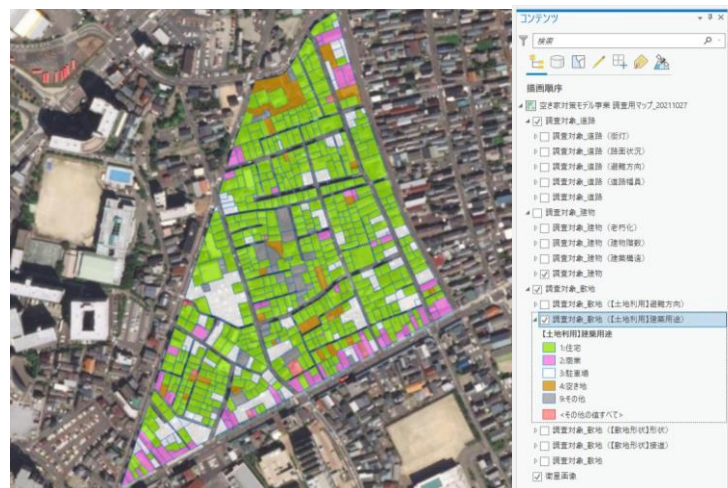 コンテンツ
検索
描画順序
空き家対策モデル事業 調査用マップ_20211027
調査対象_道路
調査対象_道路（街灯）
調査対象_道路（路面状況）
調査対象_道路（避難方向）
調査対象_道路（道路幅員）
調査対象_道路
調査対象_建物
調査対象_建物（老朽化）
調査対象_建物（建物階数）
調査対象_建物（建築構造）
調査対象_建物
調査対象_敷地
調査対象_敷地（【土地利用】避難方向）
調査対象_敷地（【土地利用】建築用途）
【土地利用】建築用途
1:住宅
2:商業
3:駐車場
4:空き地
9:その他
<その他の値すべて>
調査対象_敷地（【敷地形状】形状）
調査対象_敷地（【敷地形状】接道）
調査対象_敷地
衛星画像